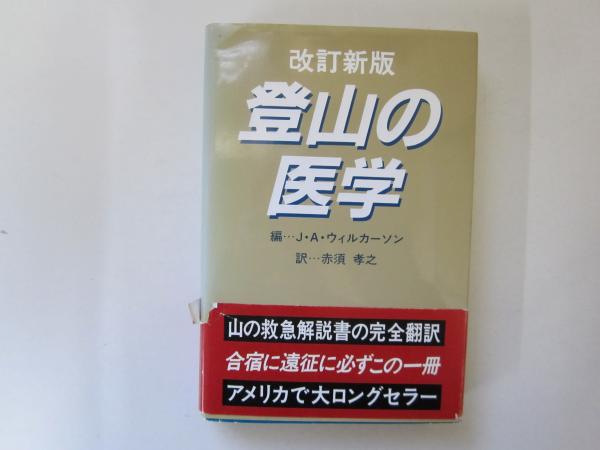 改訂新版
登山の
医学
編…J・A・ウィルカーソン
訳…赤須 孝之
山の救急解説書の完全翻訳
合宿に遠征に必ずこの一冊
アメリカで大ロングセラー